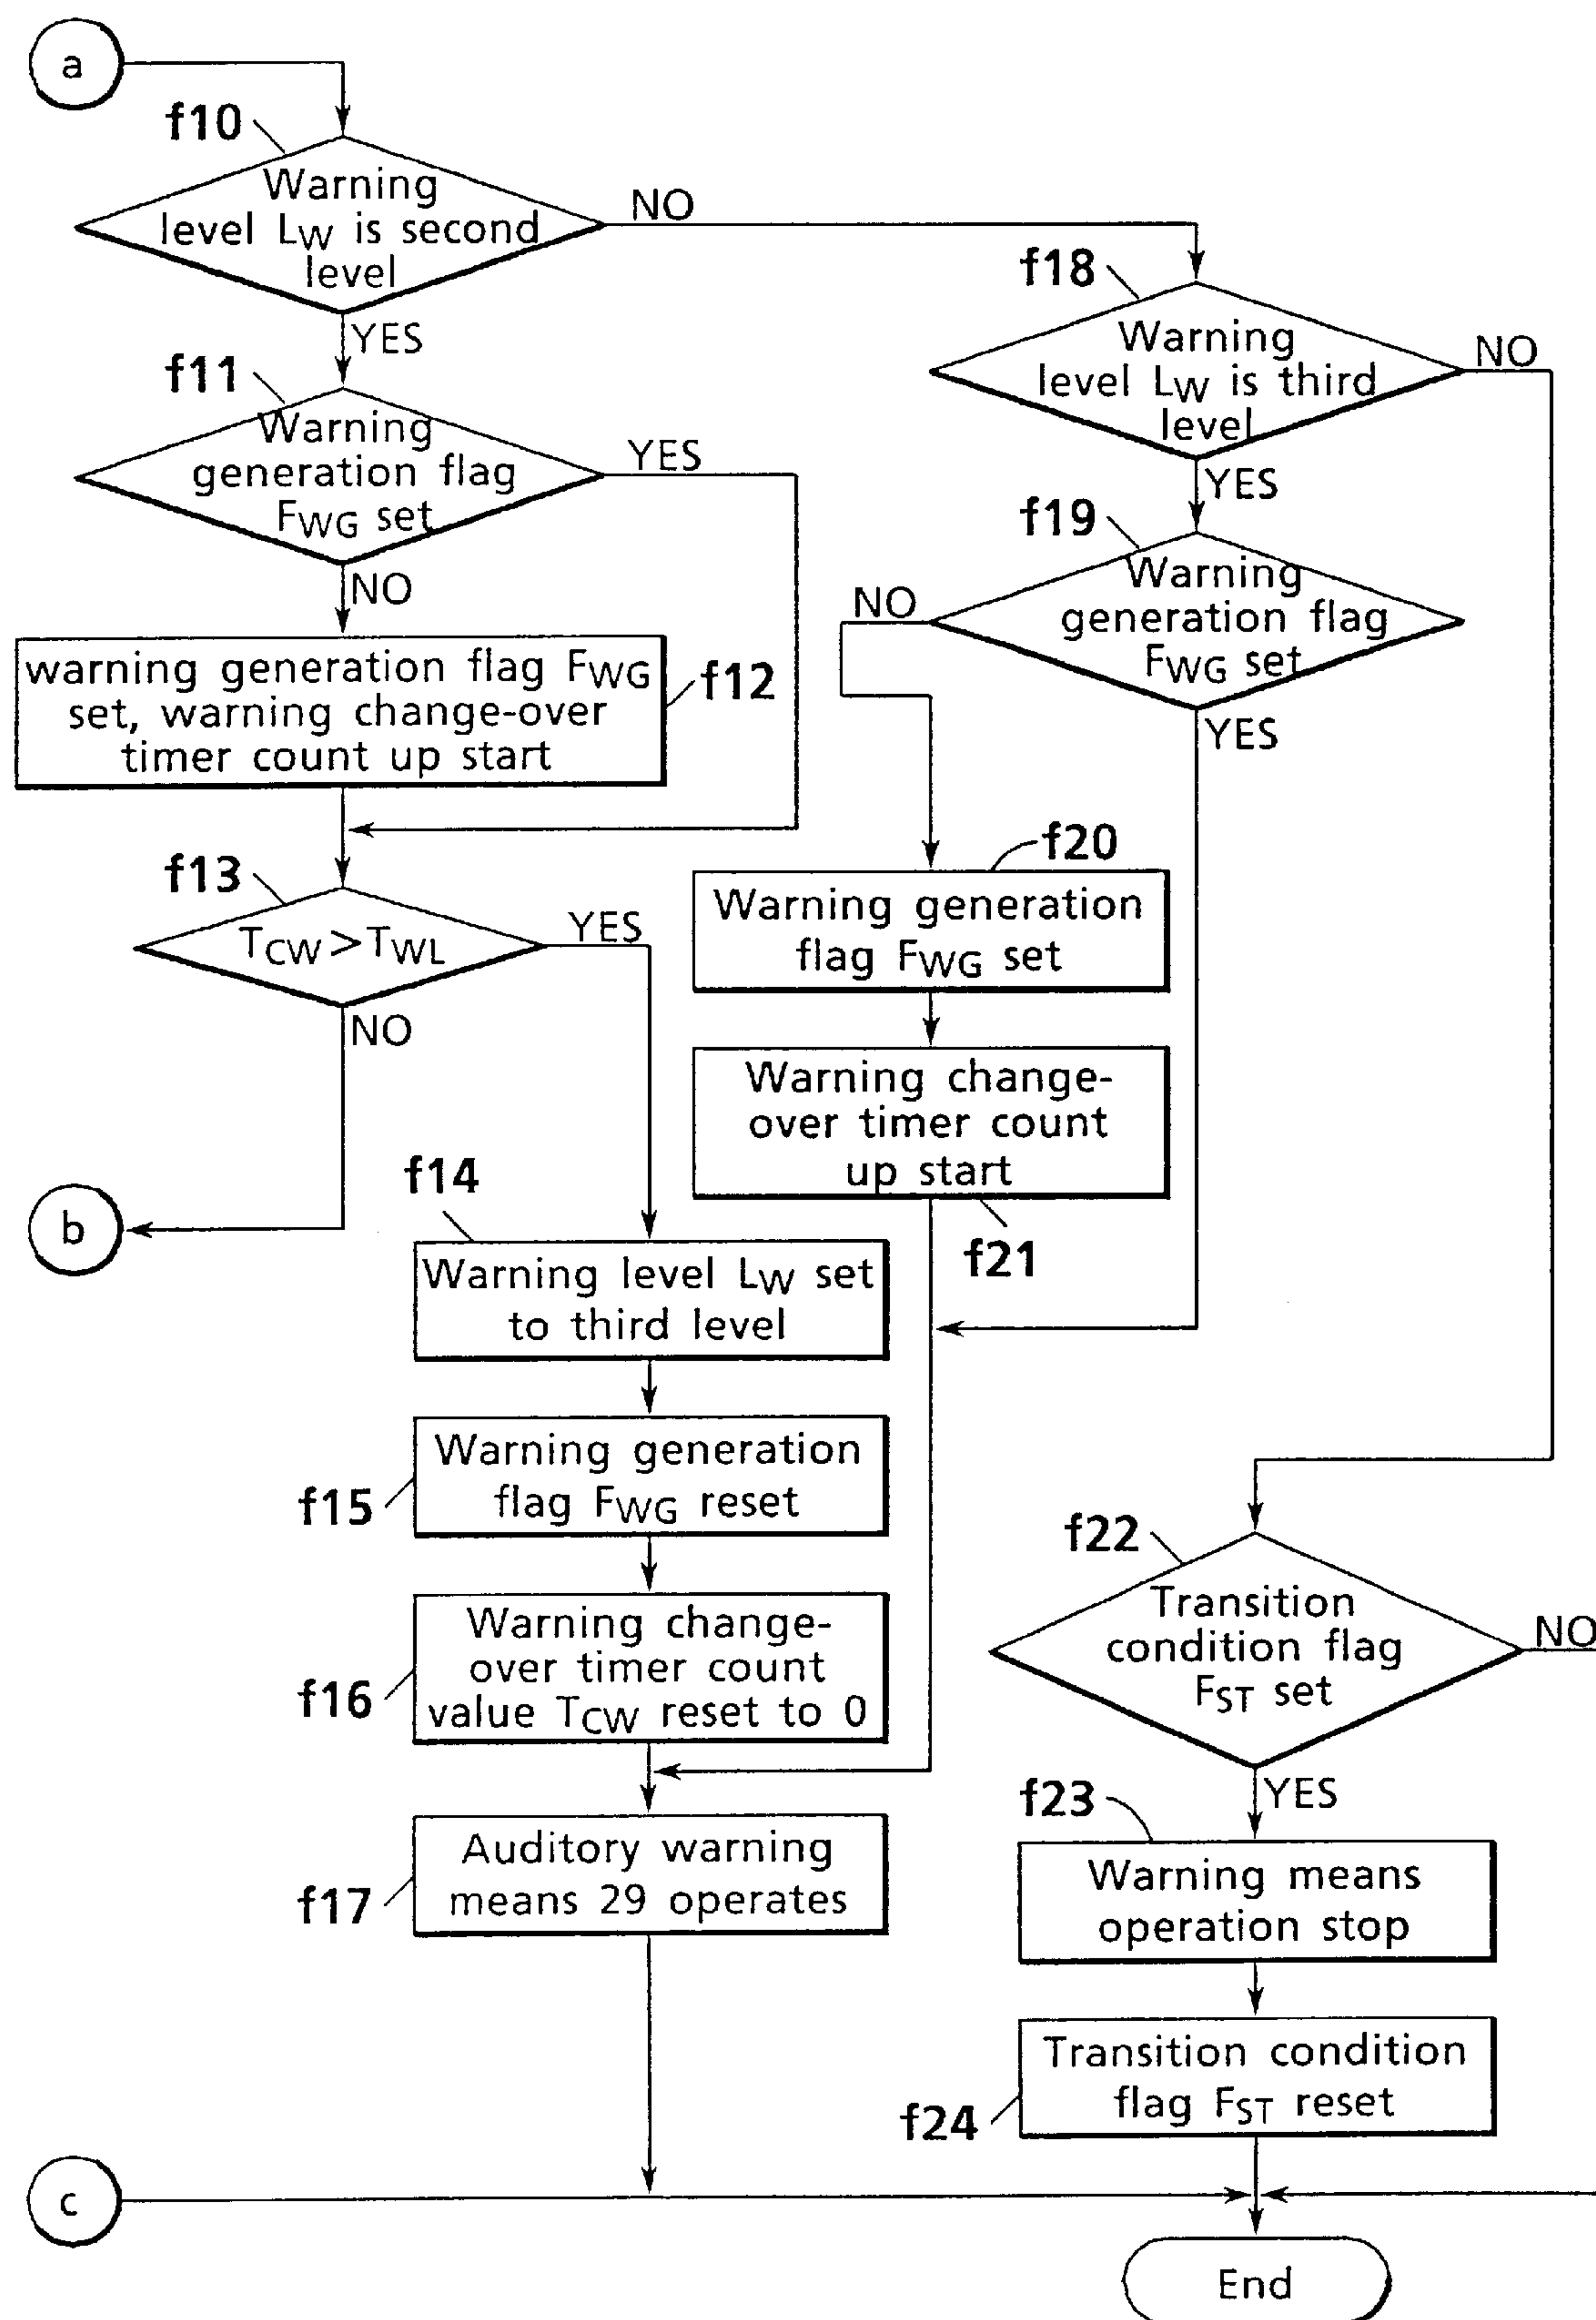 a
f10
Warning
level LW is second
level
NO
YES
f11
Warning
generation flag
FWG set
YES
NO
warning generation flag FWG
set, warning change-over
timer count up start
f12
f13
TCW>TWL
YES
NO
b
f14
Warning level LW set
to third level
f15
Warning generation
flag FWG reset
f16
Warning change-
over timer count
value TCW reset to 0
f17
Auditory warning
means 29 operates
f18
Warning
level LW is third
level
NO
YES
f19
Warning
generation flag
FWG set
NO
YES
f20
Warning generation
flag FWG set
Warning change-
over timer count
up start
f21
f22
Transition
condition flag
FST set
NO
YES
f23
Warning means
operation stop
Transition condition
flag FST reset
f24
c
End